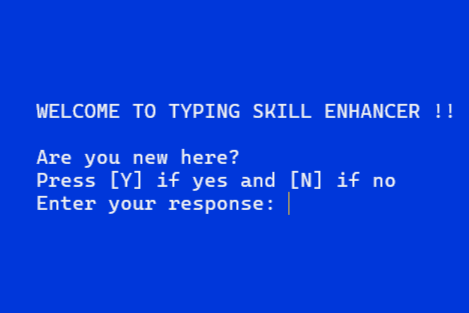 WELCOME TO TYPING SKILL ENHANCER !!
Are you new here?
Press [Y] if yes and [N] if no
Enter your response: